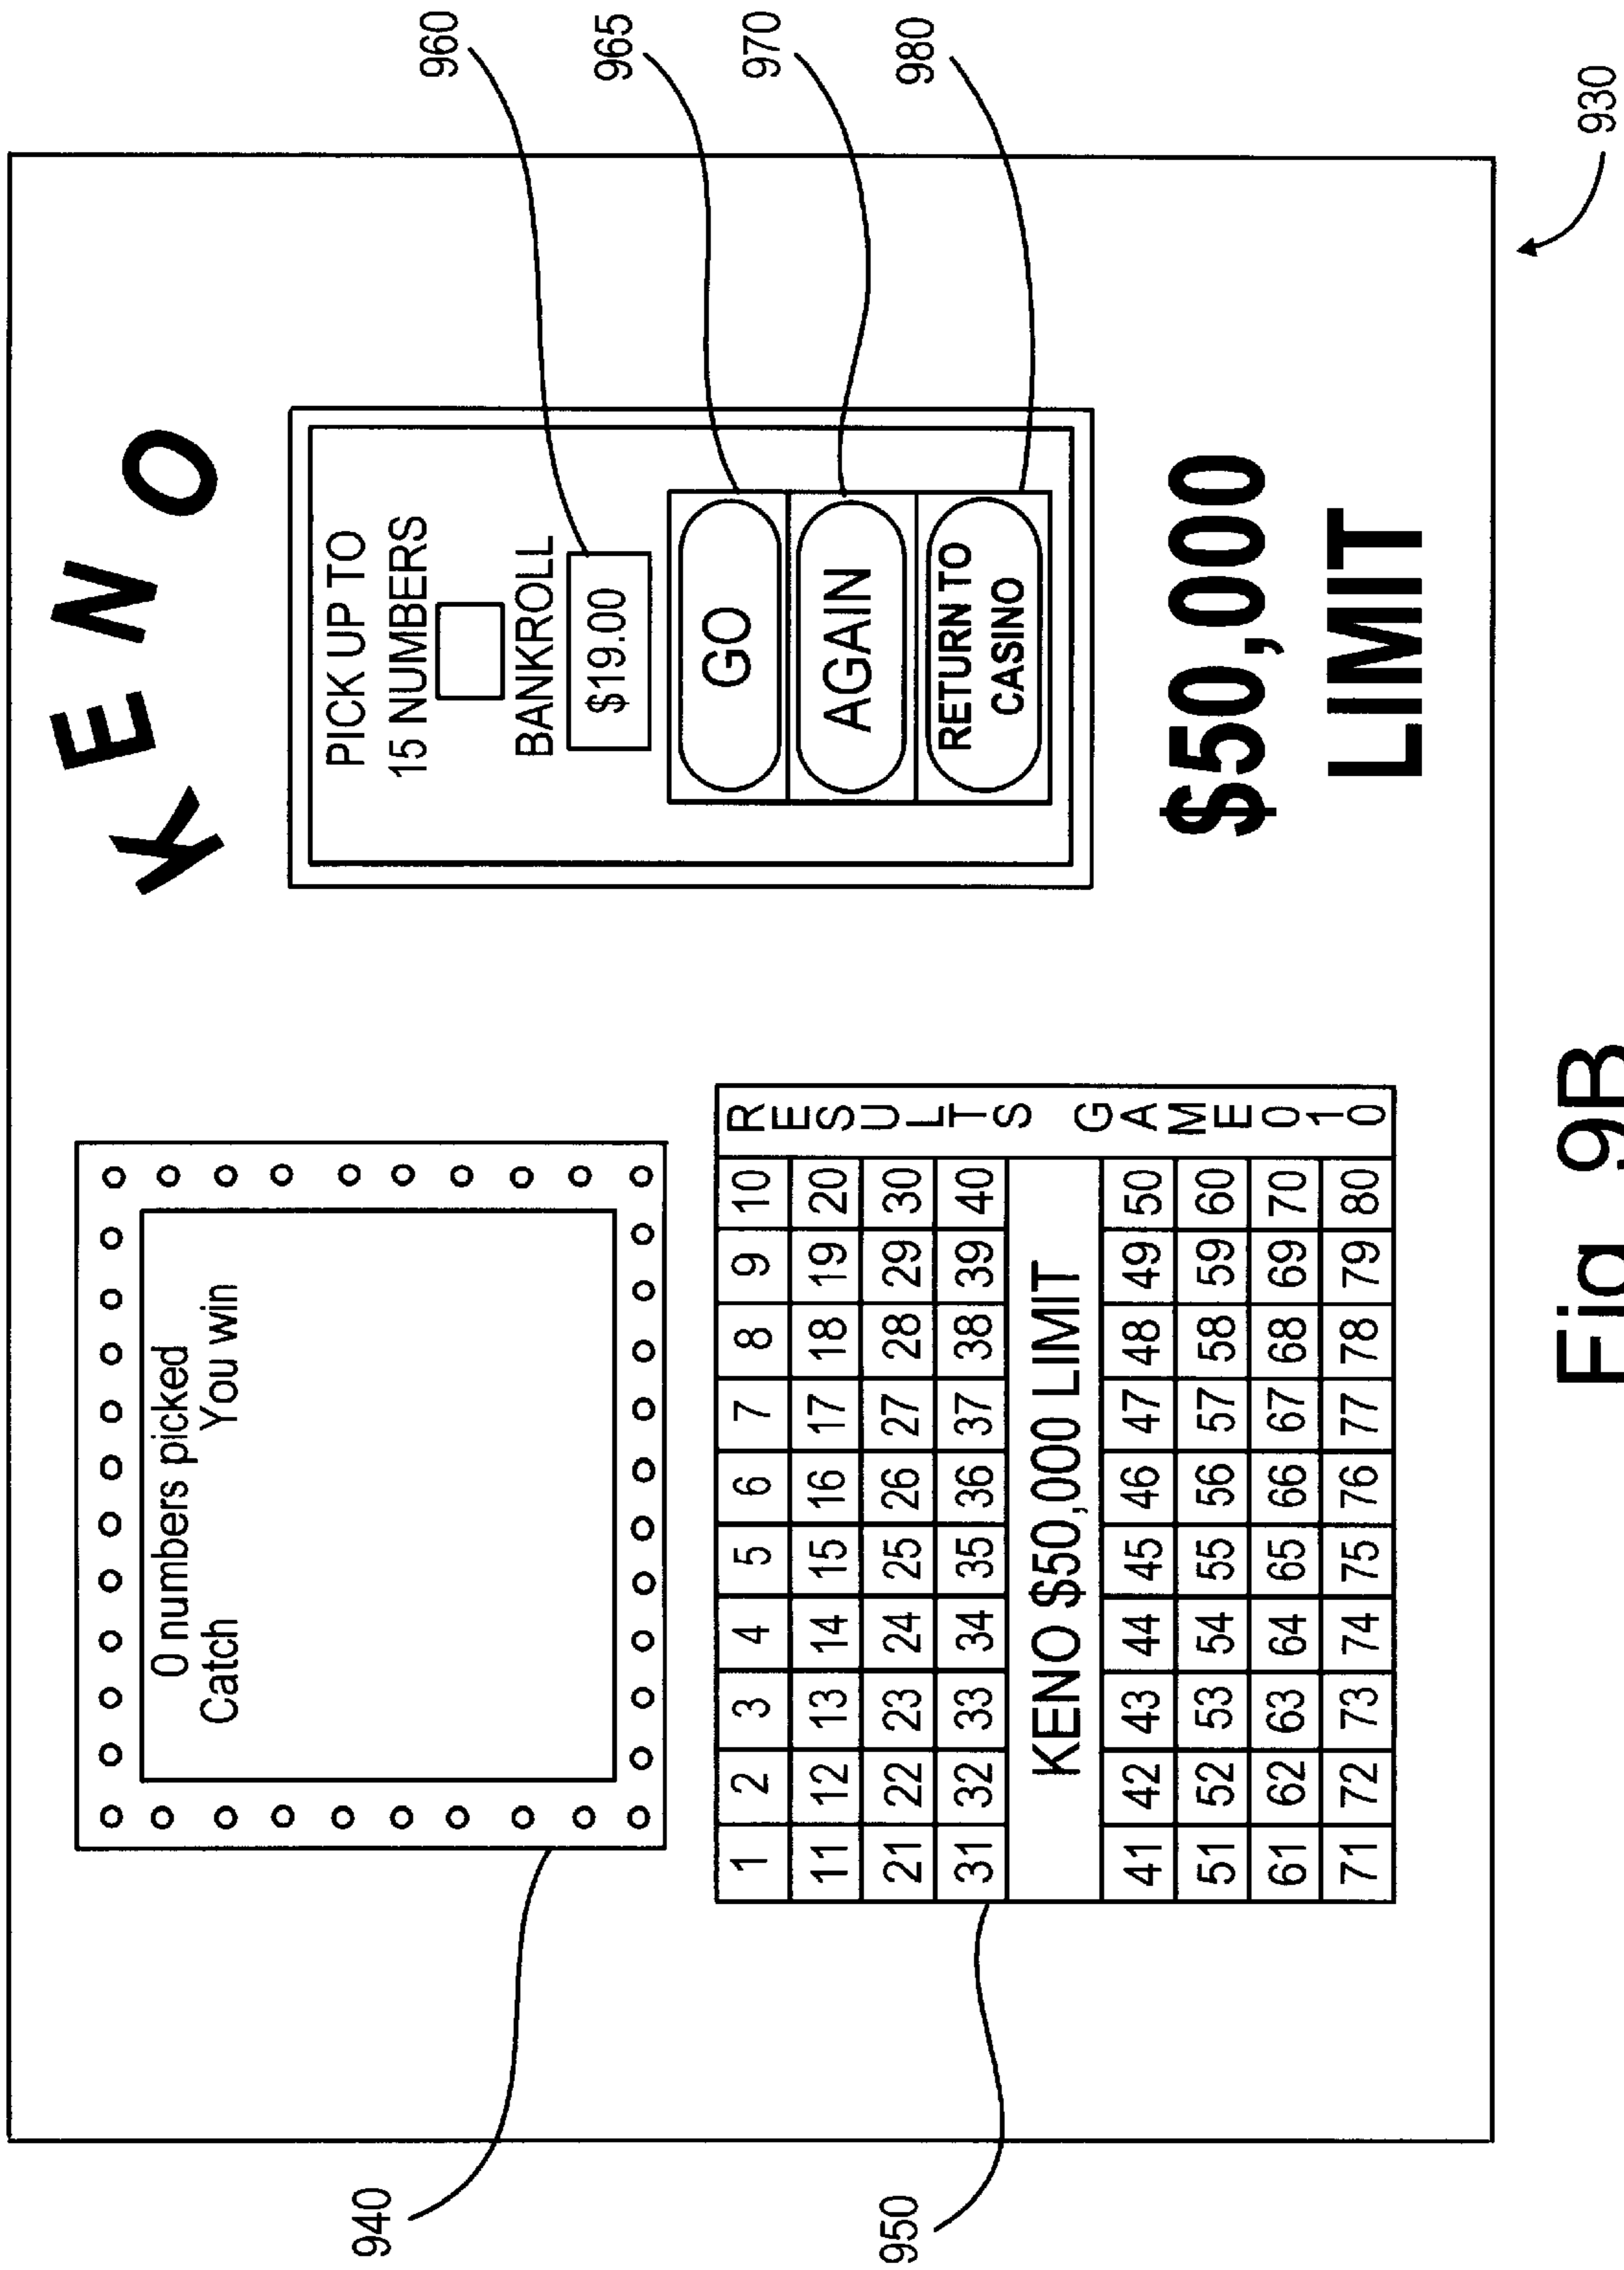 KENO
0 numbers picked
Catch You win
PICK UP TO
15 NUMBERS
BANKROLL
$19.00
GO
AGAIN
RETURN TO
CASINO
$50,000
LIMIT
1 2 3 4 5 6 7 8 9 10
11 12 13 14 15 16 17 18 19 20
21 22 23 24 25 26 27 28 29 30
31 32 33 34 35 36 37 38 39 40
KENO $50,000 LIMIT
41 42 43 44 45 46 47 48 49 50
51 52 53 54 55 56 57 58 59 60
61 62 63 64 65 66 67 68 69 70
71 72 73 74 75 76 77 78 79 80
RESULTS GAME 010
940
950
960
965
970
980
930
Fig 9B